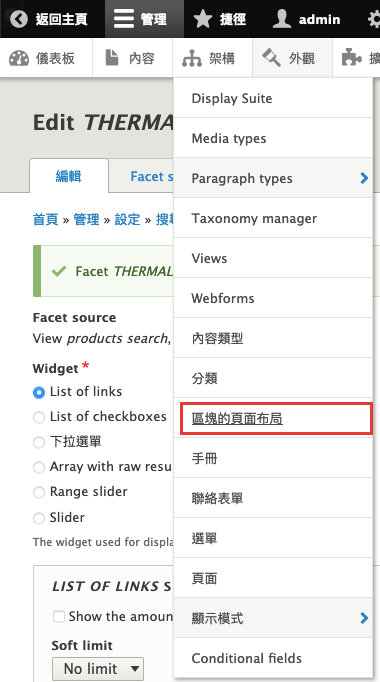 返回主頁 管理 捷徑 admin
儀表板 內容 架構 外觀
Edit THERMAL
編輯 Facet s
首頁 » 管理 » 設定 » 搜尋
Facet THERMAL
Facet source
View products search,
Widget *
List of links
List of checkboxes
下拉選單
Array with raw resu
Range slider
Slider
The widget used for displa
LIST OF LINKS S
Show the amoun
Soft limit
No limit
Display Suite
Media types
Paragraph types
Taxonomy manager
Views
Webforms
內容類型
分類
區塊的頁面布局
手冊
聯絡表單
選單
頁面
顯示模式
Conditional fields